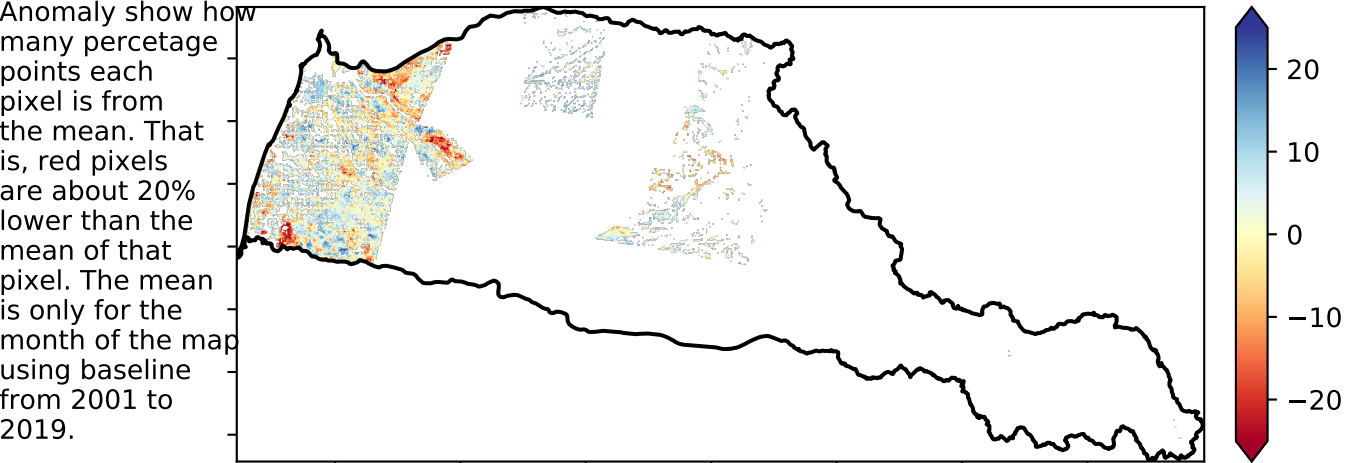 Anomaly show how
many percetage
points each
pixel is from
the mean. That
is, red pixels
are about 20%
lower than the
mean of that
pixel. The mean
is only for the
month of the map
using baseline
from 2001 to
2019.
20
10
0
−10
−20